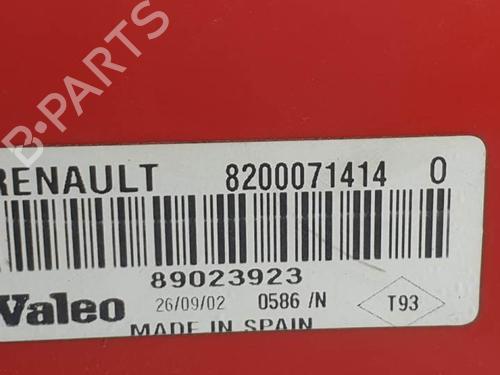 B-PARTS
RENAULT 8200071414 0
89023923
Valeo 26/09/02 0586 /N T93
MADE IN SPAIN